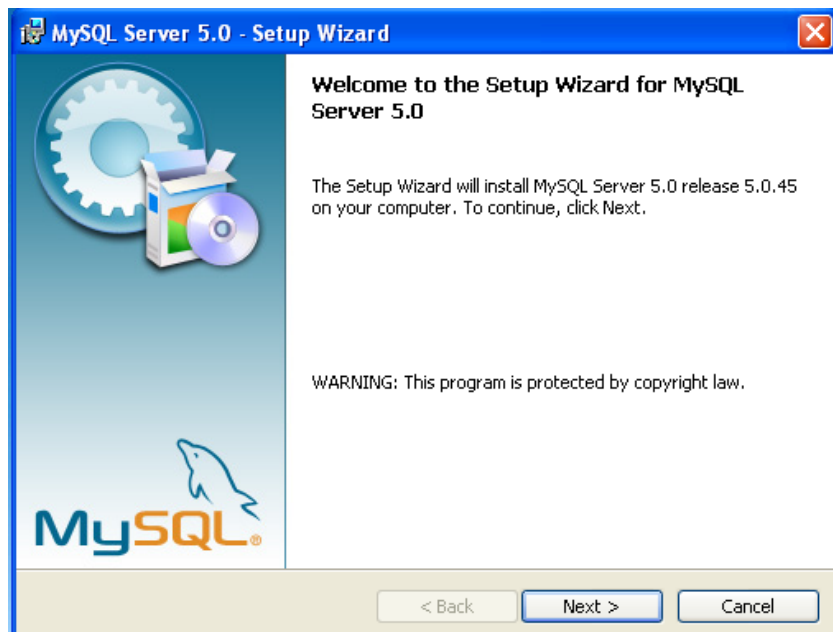 MySQL Server 5.0 - Setup Wizard
Welcome to the Setup Wizard for MySQL
Server 5.0
The Setup Wizard will install MySQL Server 5.0 release 5.0.45
on your computer. To continue, click Next.
WARNING: This program is protected by copyright law.
MySQL®
< Back
Next >
Cancel